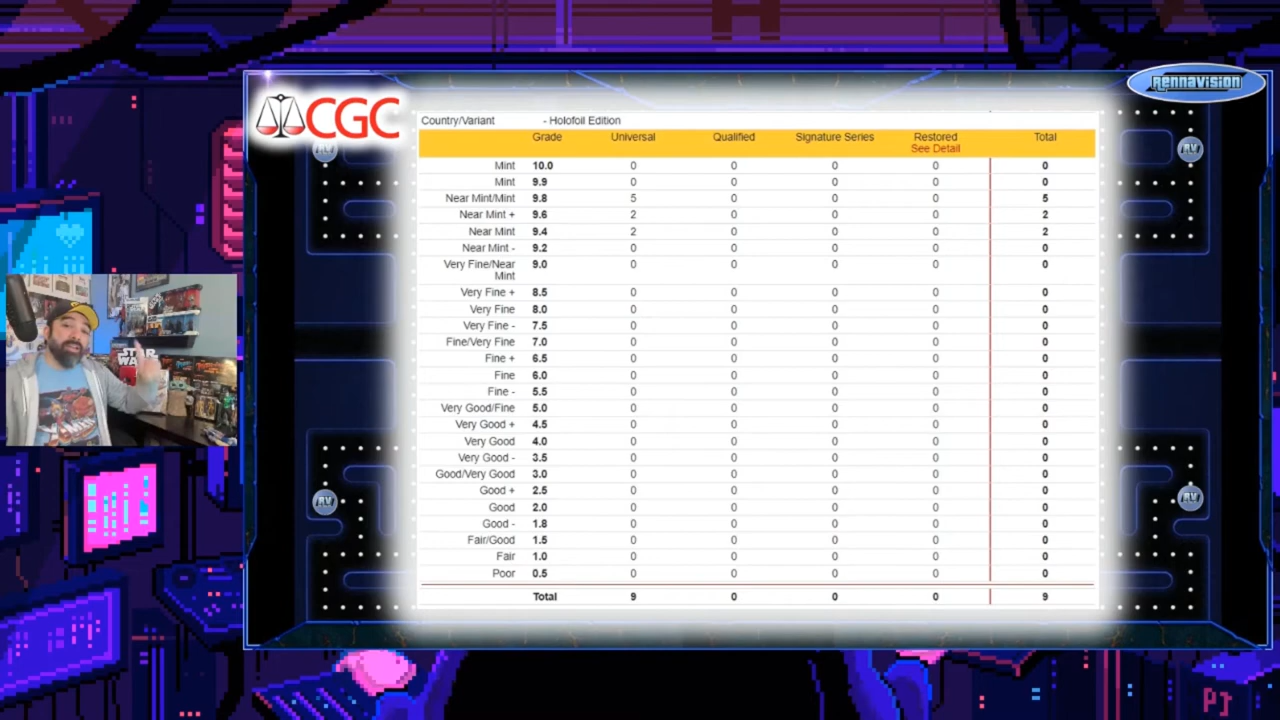 RENNAVISION
CGC
Country/Variant - Holofoil Edition
Grade Universal Qualified Signature Series Restored Total
See Detail
RV RV
Mint 10.0 0 0 0 0 0
Mint 9.9 0 0 0 0 0
Near Mint/Mint 9.8 5 0 0 0 5
Near Mint + 9.6 2 0 0 0 2
Near Mint 9.4 2 0 0 0 2
Near Mint - 9.2 0 0 0 0 0
Very Fine/Near 9.0 0 0 0 0 0
Mint
Very Fine + 8.5 0 0 0 0 0
Very Fine 8.0 0 0 0 0 0
Very Fine - 7.5 0 0 0 0 0
Fine/Very Fine 7.0 0 0 0 0 0
Fine + 6.5 0 0 0 0 0
Fine 6.0 0 0 0 0 0
Fine - 5.5 0 0 0 0 0
Very Good/Fine 5.0 0 0 0 0 0
Very Good + 4.5 0 0 0 0 0
Very Good 4.0 0 0 0 0 0
Very Good - 3.5 0 0 0 0 0
Good/Very Good 3.0 0 0 0 0 0
Good + 2.5 0 0 0 0 0
RV RV
Good 2.0 0 0 0 0 0
Good - 1.8 0 0 0 0 0
Fair/Good 1.5 0 0 0 0 0
Fair 1.0 0 0 0 0 0
Poor 0.5 0 0 0 0 0
Total 9 0 0 0 9
STAR
WARS